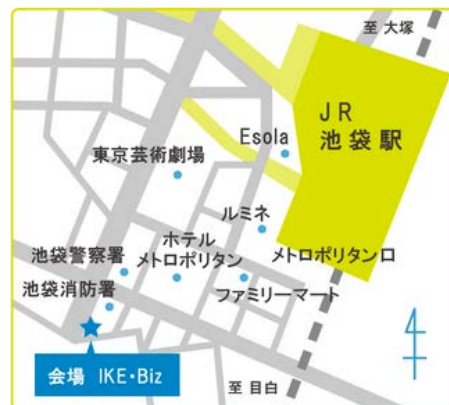 至 大塚
JR
池袋駅
Esola
東京芸術劇場
ルミネ
ホテル
メトロポリタン
メトロポリタン口
池袋警察署
ファミリーマート
池袋消防署
会場 IKE・Biz
至 目白